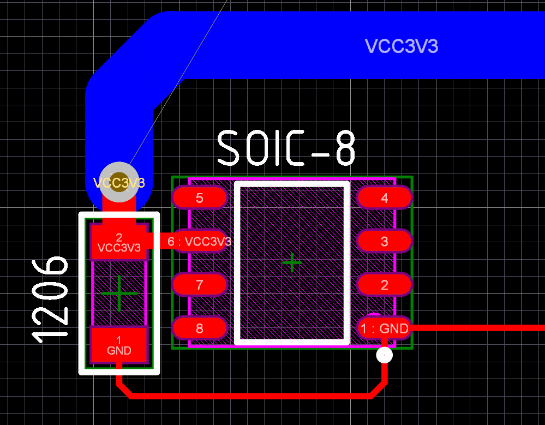 VCC3V3
SOIC-8
VCC3V3
5
4
2
VCC3V3
6 : VCC3V3
3
7
2
1206
8
1 : GND
1
GND